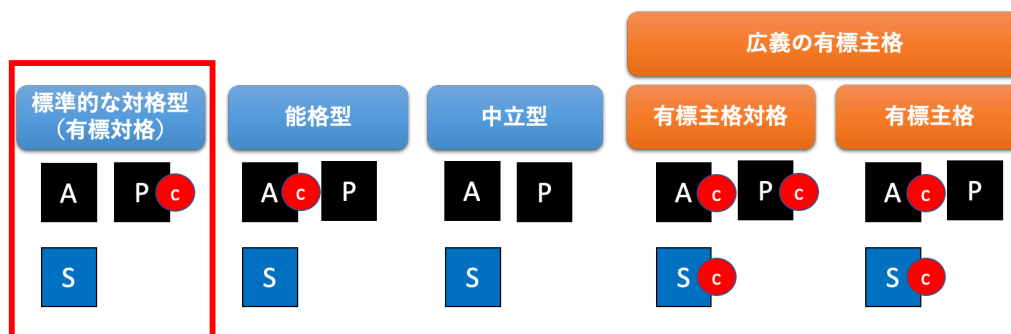 広義の有標主格
標準的な対格型
（有標対格）
能格型
中立型
有標主格対格
有標主格
A P c
A c P
A P
A c P c
A c P
S
S
S
S c
S c